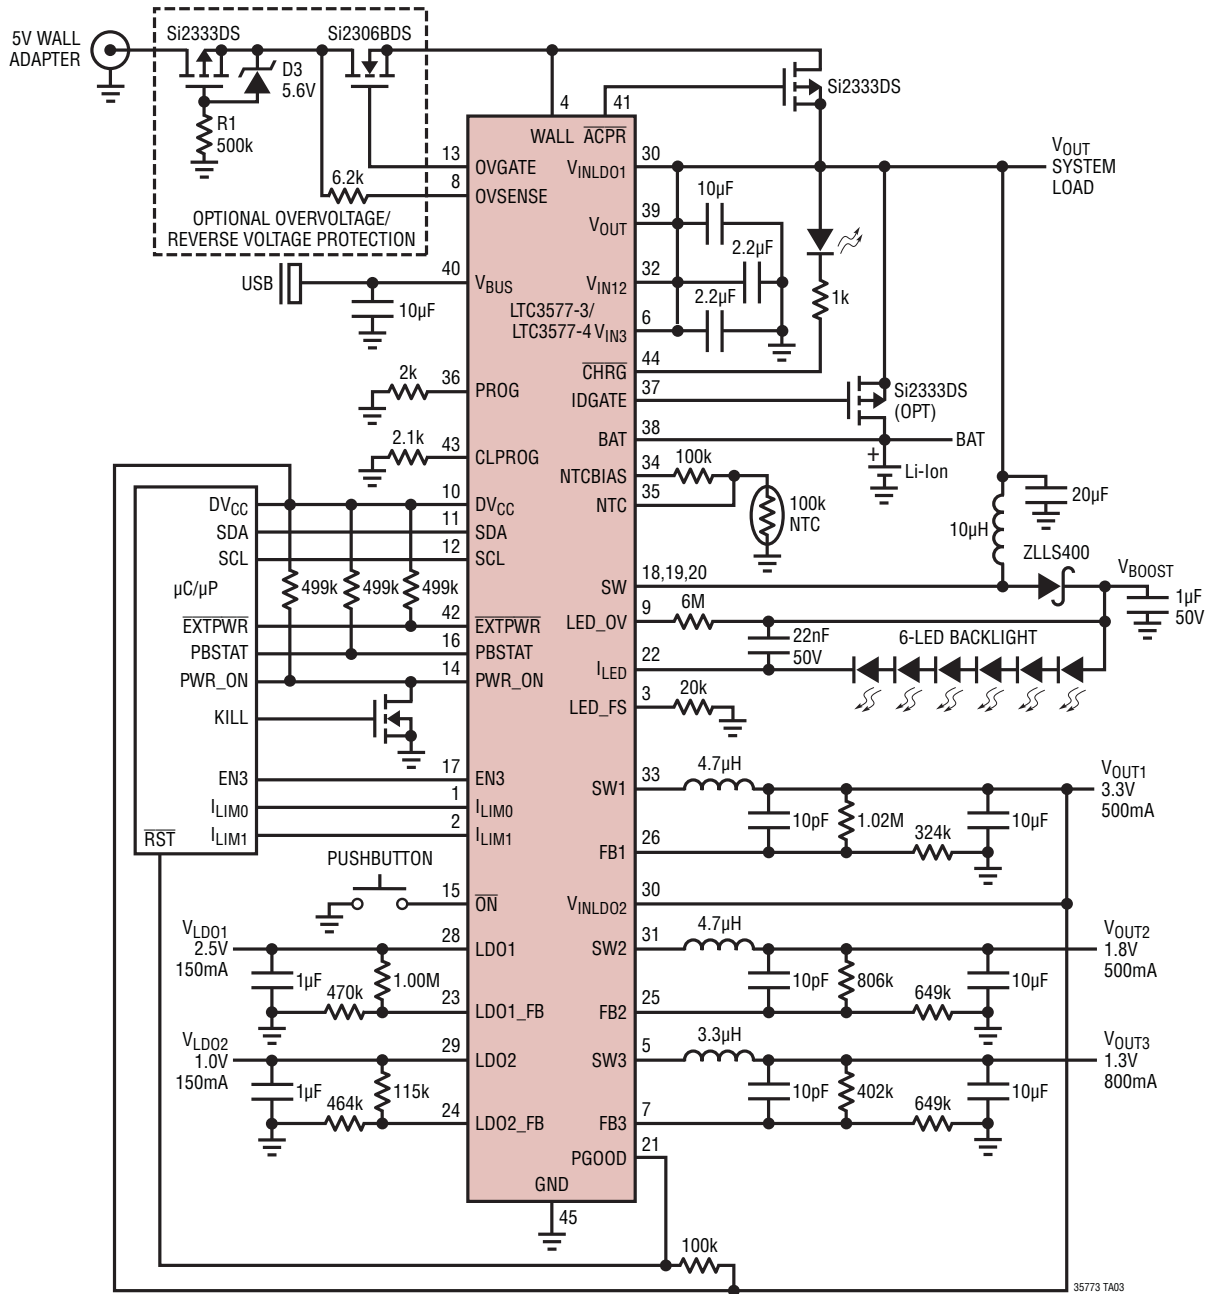 5V WALL
ADAPTER
Si2333DS
Si2306BDS
D3
5.6V
R1
500k
6.2k
OPTIONAL OVERVOLTAGE/
REVERSE VOLTAGE PROTECTION
Si2333DS
4
41
WALL
ACPR
13
OVGATE
8
OVSENSE
VINLDO1
30
VOUT
SYSTEM
LOAD
10µF
VOUT
39
2.2µF
VIN12
32
2.2µF
LTC3577-3/
LTC3577-4
VIN3
6
1k
USB
40
VBUS
10µF
CHRG
44
IDGATE
37
Si2333DS
(OPT)
2k
36
PROG
BAT
38
BAT
+
Li-Ion
2.1k
43
CLPROG
NTCBIAS
34
100k
NTC
35
100k
NTC
20µF
10µH
ZLLS400
VBOOST
1µF
50V
DVCC
10
DVCC
SDA
11
SDA
SCL
12
SCL
µC/µP
499k
499k
499k
SW
18,19,20
EXTPWR
42
EXTPWR
LED_OV
9
6M
PBSTAT
16
PBSTAT
22nF
50V
6-LED BACKLIGHT
PWR_ON
14
PWR_ON
ILED
22
KILL
LED_FS
3
20k
EN3
17
EN3
SW1
33
4.7µH
VOUT1
3.3V
500mA
ILIM0
1
ILIM0
10pF
1.02M
324k
10µF
ILIM1
2
ILIM1
RST
FB1
26
PUSHBUTTON
15
ON
VINLDO2
30
VLDO1
2.5V
150mA
28
LDO1
SW2
31
4.7µH
VOUT2
1.8V
500mA
1µF
470k
1.00M
10pF
806k
649k
10µF
23
LDO1_FB
FB2
25
VLDO2
1.0V
150mA
29
LDO2
SW3
5
3.3µH
VOUT3
1.3V
800mA
1µF
464k
115k
10pF
402k
649k
10µF
24
LDO2_FB
FB3
7
PGOOD
21
GND
45
100k
35773 TA03